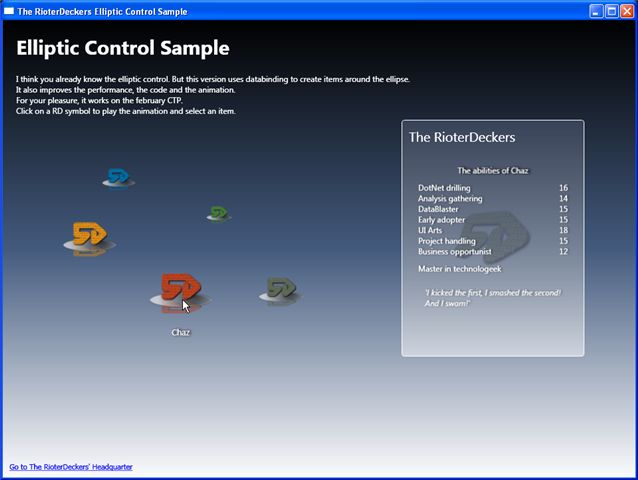 The RioterDeckers Elliptic Control Sample
Elliptic Control Sample
I think you already know the elliptic control. But this version uses databinding to create items around the ellipse.
It also improves the performance, the code and the animation.
For your pleasure, it works on the february CTP.
Click on a RD symbol to play the animation and select an item.
The RioterDeckers
The abilities of Chaz
DotNet drilling 16
Analysis gathering 14
DataBlaster 15
Early adopter 15
UI Arts 18
Project handling 15
Business opportunist 12
Master in technologeek
"I kicked the first, I smashed the second!
And I swam!"
Chaz
Go to The RioterDeckers' Headquarter